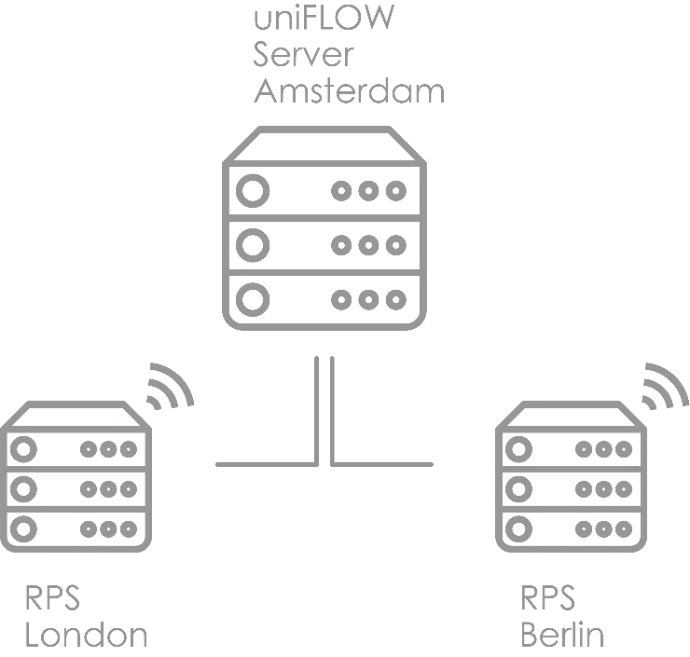 uniFLOW
Server
Amsterdam
RPS
London
RPS
Berlin